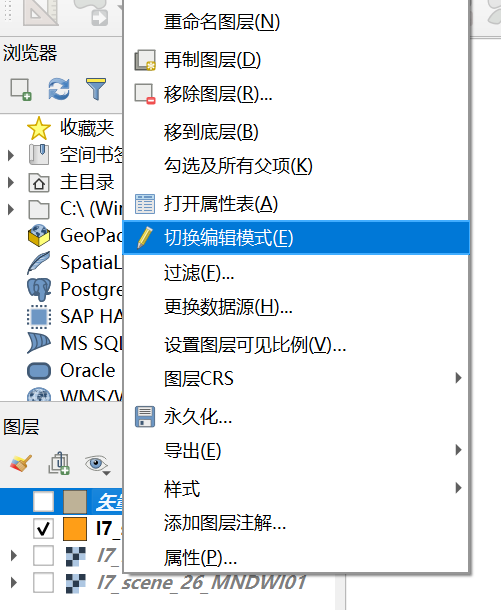 重命名图层(N)
再制图层(D)
移除图层(R)...
移到底层(B)
勾选及所有父项(K)
打开属性表(A)
切换编辑模式(E)
过滤(F)...
更换数据源(H)...
设置图层可见比例(V)...
图层CRS
永久化...
导出(E)
样式
添加图层注解...
属性(P)...
浏览器
收藏夹
空间书签
主目录
C:\ (Win
GeoPac
SpatiaL
Postgre
SAP HA
MS SQL
Oracle
WMS/W
图层
矢量
l7_s
l7_
l7_scene_26_MNDWI01